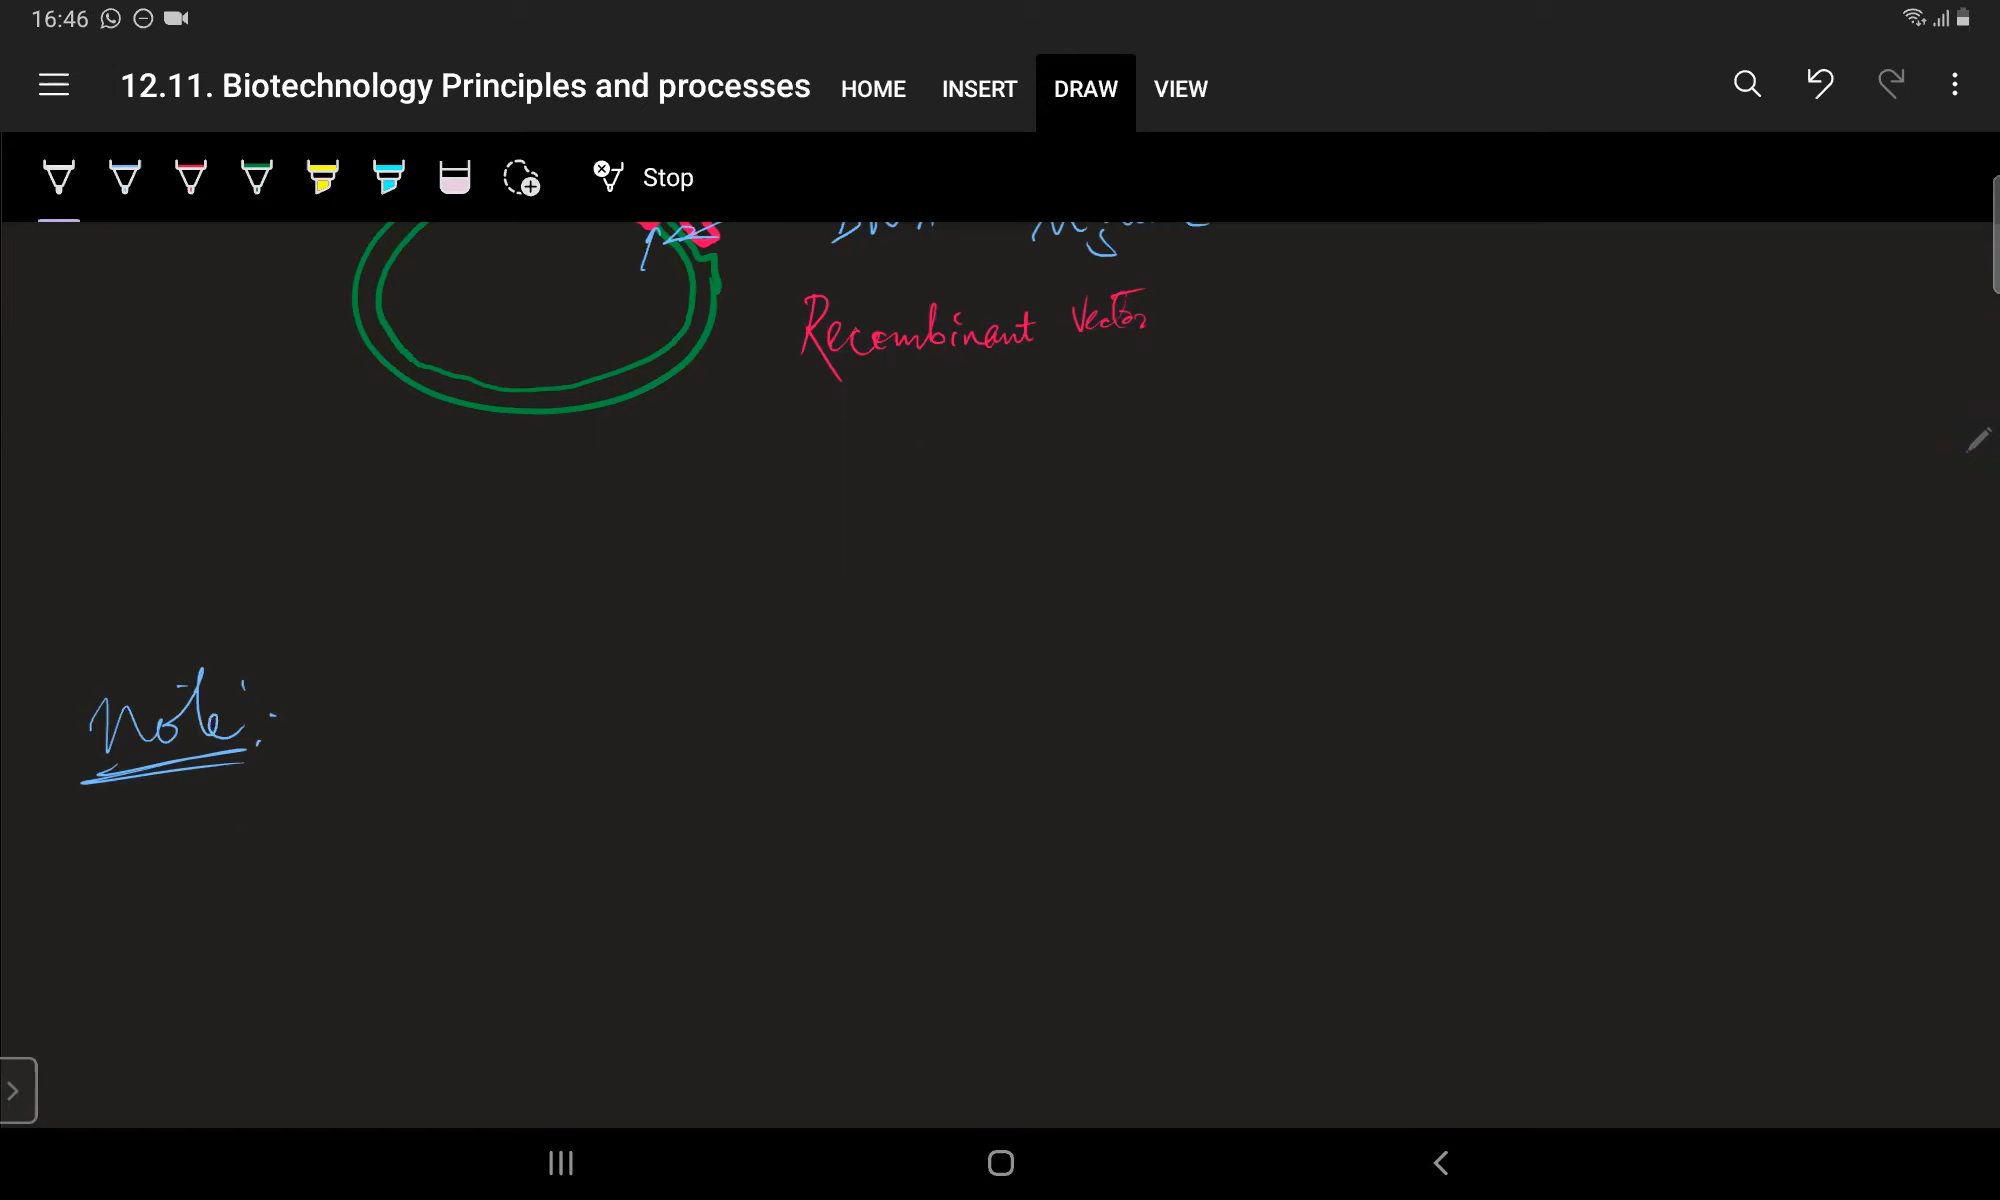 16:46
12.11. Biotechnology Principles and processes HOME INSERT DRAW VIEW
Stop
Recombinant Vector
Note: